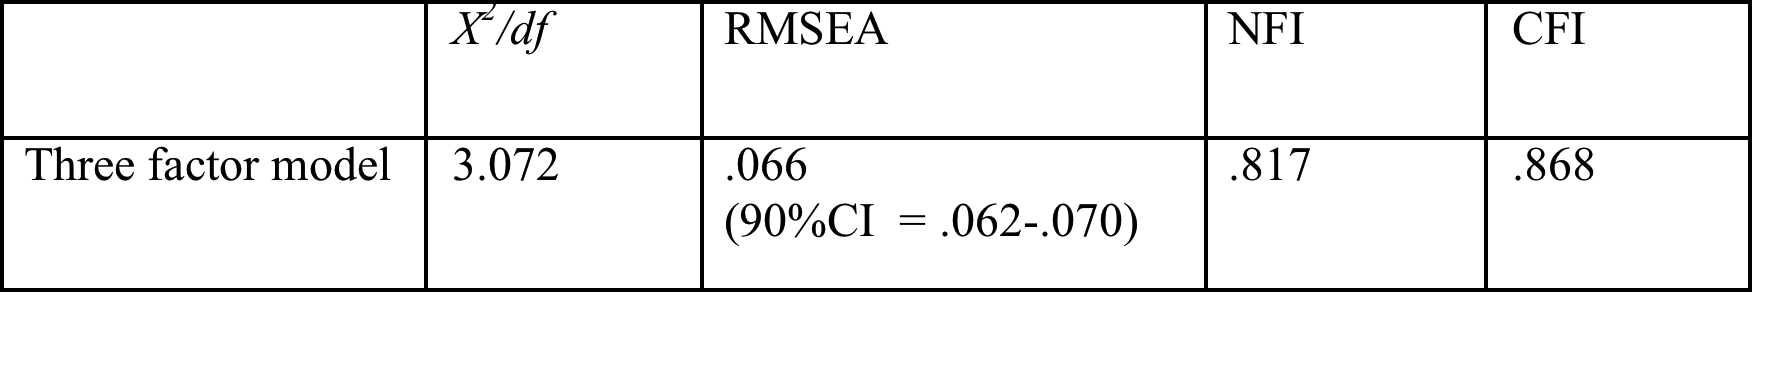 X²/df RMSEA NFI CFI
Three factor model 3.072 .066 .817 .868
(90%CI = .062-.070)